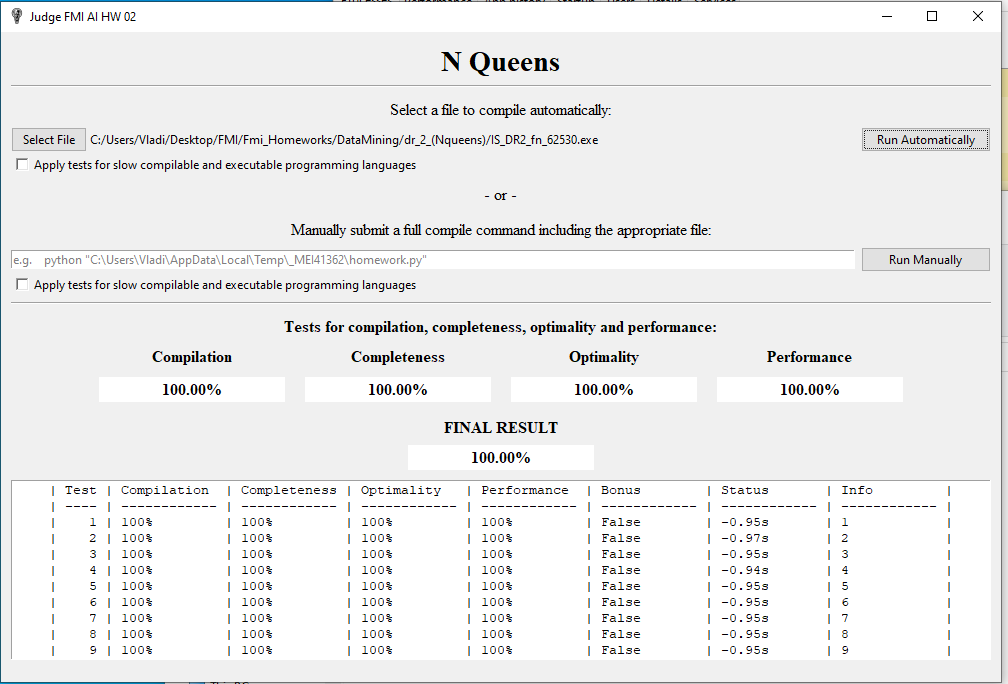 Judge FMI AI HW 02
N Queens
Select a file to compile automatically:
Select File C:/Users/Vladi/Desktop/FMI/Fmi_Homeworks/DataMining/dr_2_(Nqueens)/IS_DR2_fn_62530.exe Run Automatically
Apply tests for slow compilable and executable programming languages
- or -
Manually submit a full compile command including the appropriate file:
e.g. python "C:\Users\Vladi\AppData\Local\Temp\_MEI41362\homework.py" Run Manually
Apply tests for slow compilable and executable programming languages
Tests for compilation, completeness, optimality and performance:
Compilation Completeness Optimality Performance
100.00% 100.00% 100.00% 100.00%
FINAL RESULT
100.00%
| Test | Compilation | Completeness | Optimality | Performance | Bonus | Status | Info |
| ---- | ------------ | ------------ | ------------ | ------------ | ------------ | ------------ | ------------ |
| 1 | 100% | 100% | 100% | 100% | False | -0.95s | 1 |
| 2 | 100% | 100% | 100% | 100% | False | -0.97s | 2 |
| 3 | 100% | 100% | 100% | 100% | False | -0.95s | 3 |
| 4 | 100% | 100% | 100% | 100% | False | -0.94s | 4 |
| 5 | 100% | 100% | 100% | 100% | False | -0.95s | 5 |
| 6 | 100% | 100% | 100% | 100% | False | -0.95s | 6 |
| 7 | 100% | 100% | 100% | 100% | False | -0.95s | 7 |
| 8 | 100% | 100% | 100% | 100% | False | -0.95s | 8 |
| 9 | 100% | 100% | 100% | 100% | False | -0.95s | 9 |